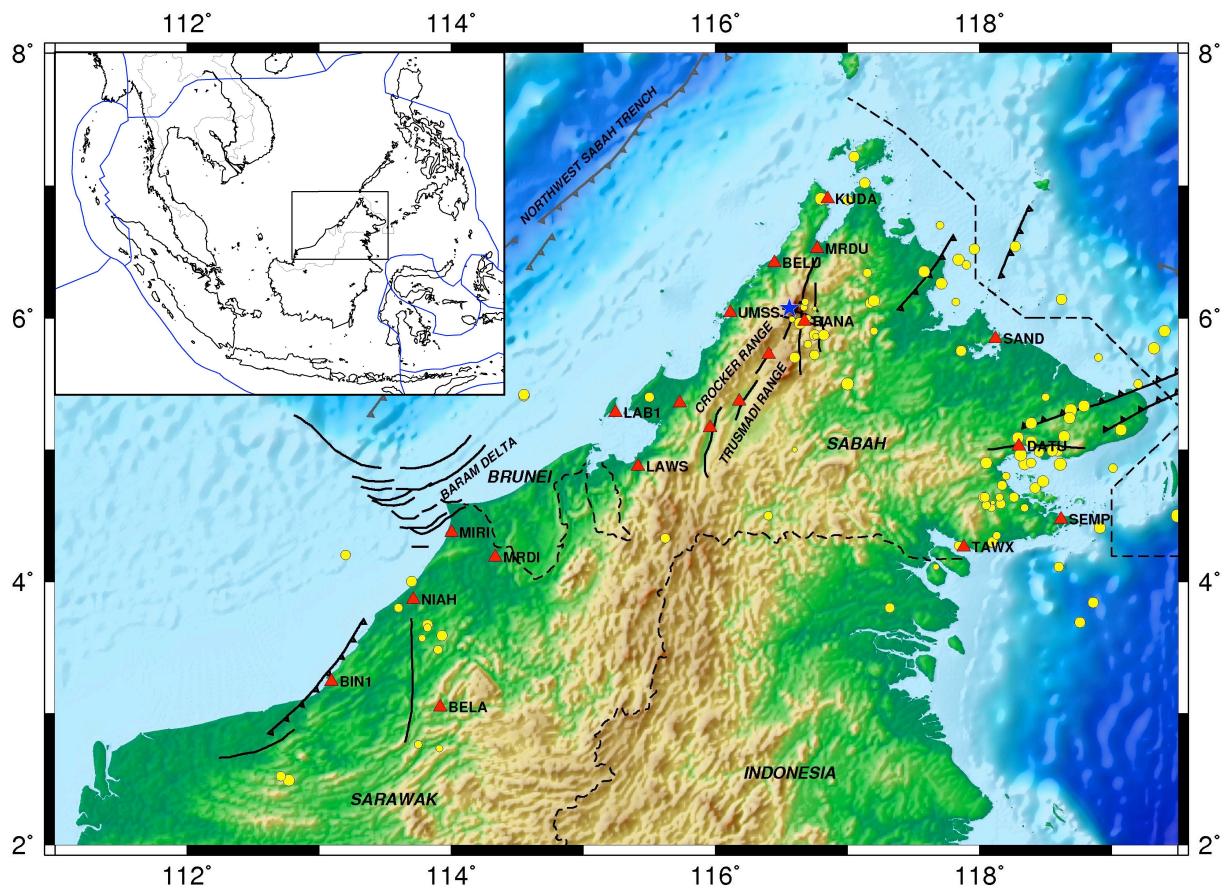 112° 114° 116° 118°
8° 8°
NORTHWEST SABAH TRENCH
KUDA
MRDU
BELU
6° UMSS RANA 6°
SAND
CROCKER RANGE
TRUSMADI RANGE
LAB1
SABAH DATU
BARAM DELTA
LAWS
BRUNEI
SEMP
MIRI
TAWX
MRDI
4° 4°
NIAH
BIN1
BELA
INDONESIA
SARAWAK
2° 2°
112° 114° 116° 118°